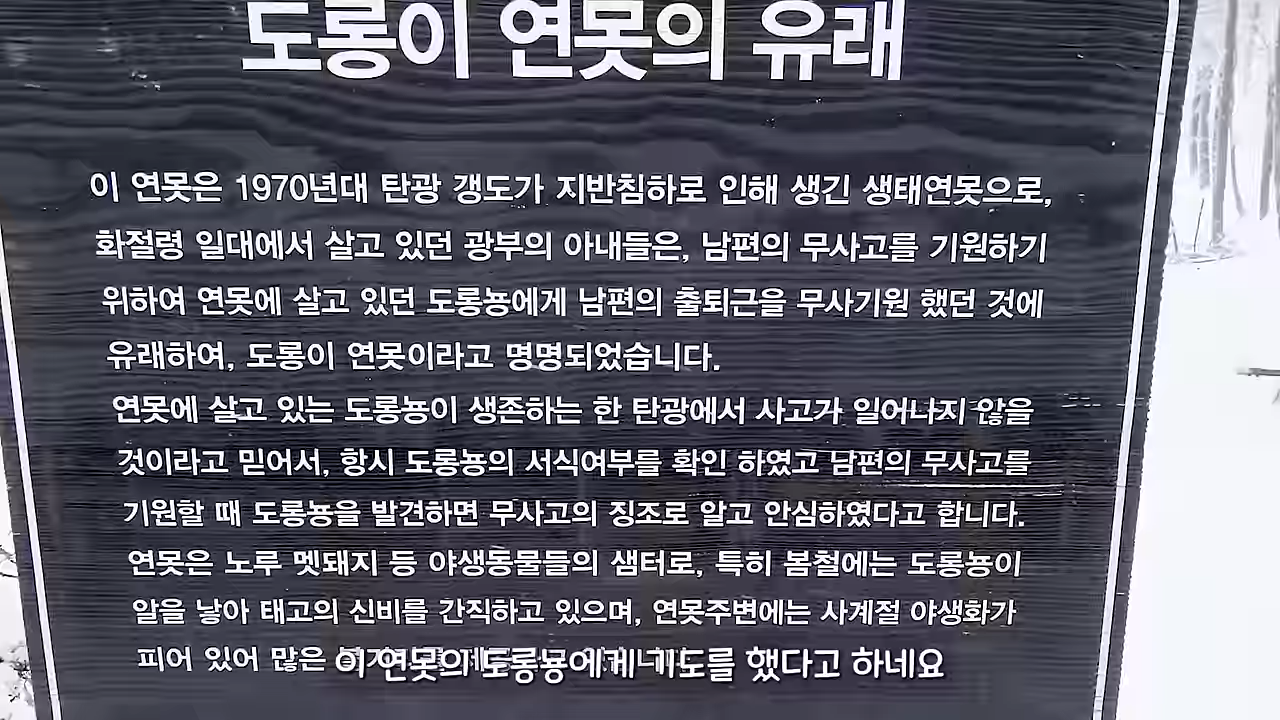 도롱이 연못의 유래
이 연못은 1970년대 탄광 갱도가 지반침하로 인해 생긴 생태연못으로,
화절령 일대에서 살고 있던 광부의 아내들은, 남편의 무사고를 기원하기
위하여 연못에 살고 있던 도롱뇽에게 남편의 출퇴근을 무사기원 했던 것에
유래하여, 도롱이 연못이라고 명명되었습니다.
연못에 살고 있는 도롱뇽이 생존하는 한 탄광에서 사고가 일어나지 않을
것이라고 믿어서, 항시 도롱뇽의 서식여부를 확인 하였고 남편의 무사고를
기원할 때 도롱뇽을 발견하면 무사고의 징조로 알고 안심하였다고 합니다.
연못은 노루 멧돼지 등 야생동물들의 샘터로, 특히 봄철에는 도롱뇽이
알을 낳아 태고의 신비를 간직하고 있으며, 연못주변에는 사계절 야생화가
피어 있어 많은
이 연못의 도롱뇽에게 기도를 했다고 하네요